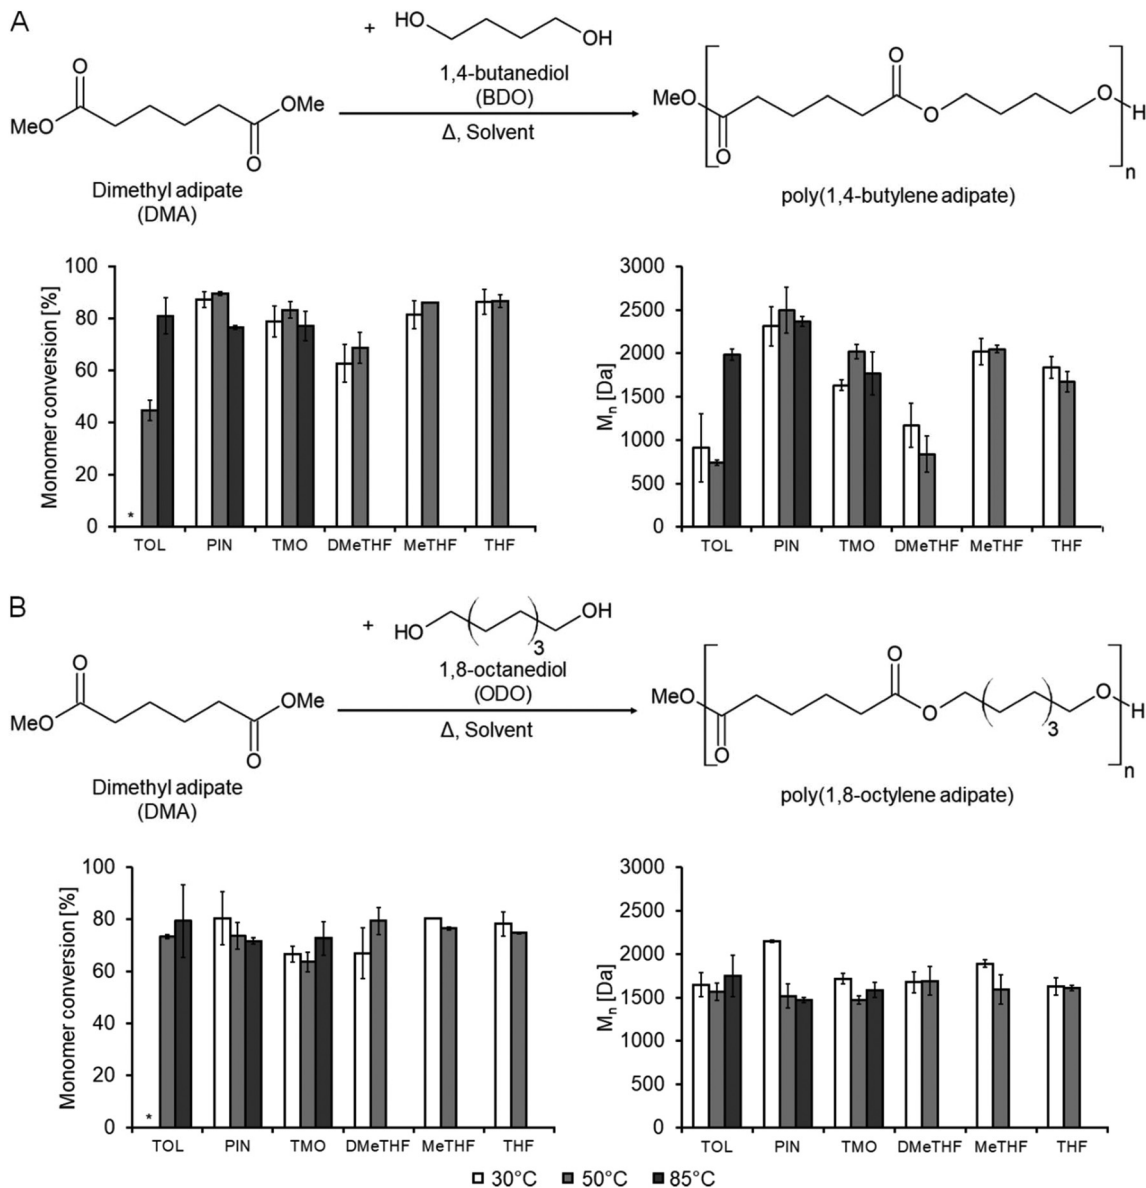 A
+
HO
OH
1,4-butanediol
(BDO)
Δ, Solvent
O
MeO
OMe
O
Dimethyl adipate
(DMA)
MeO
O
O
O
O
H
n
poly(1,4-butylene adipate)
Monomer conversion [%]
100
80
60
40
20
0
*
TOL PIN TMO DMeTHF MeTHF THF
Mn [Da]
3000
2500
2000
1500
1000
500
0
TOL PIN TMO DMeTHF MeTHF THF
B
+
HO
OH
3
1,8-octanediol
(ODO)
Δ, Solvent
O
MeO
OMe
O
Dimethyl adipate
(DMA)
MeO
O
O
O
3
O
H
n
poly(1,8-octylene adipate)
Monomer conversion [%]
100
80
60
40
20
0
*
TOL PIN TMO DMeTHF MeTHF THF
Mn [Da]
3000
2500
2000
1500
1000
500
0
TOL PIN TMO DMeTHF MeTHF THF
30°C 50°C 85°C